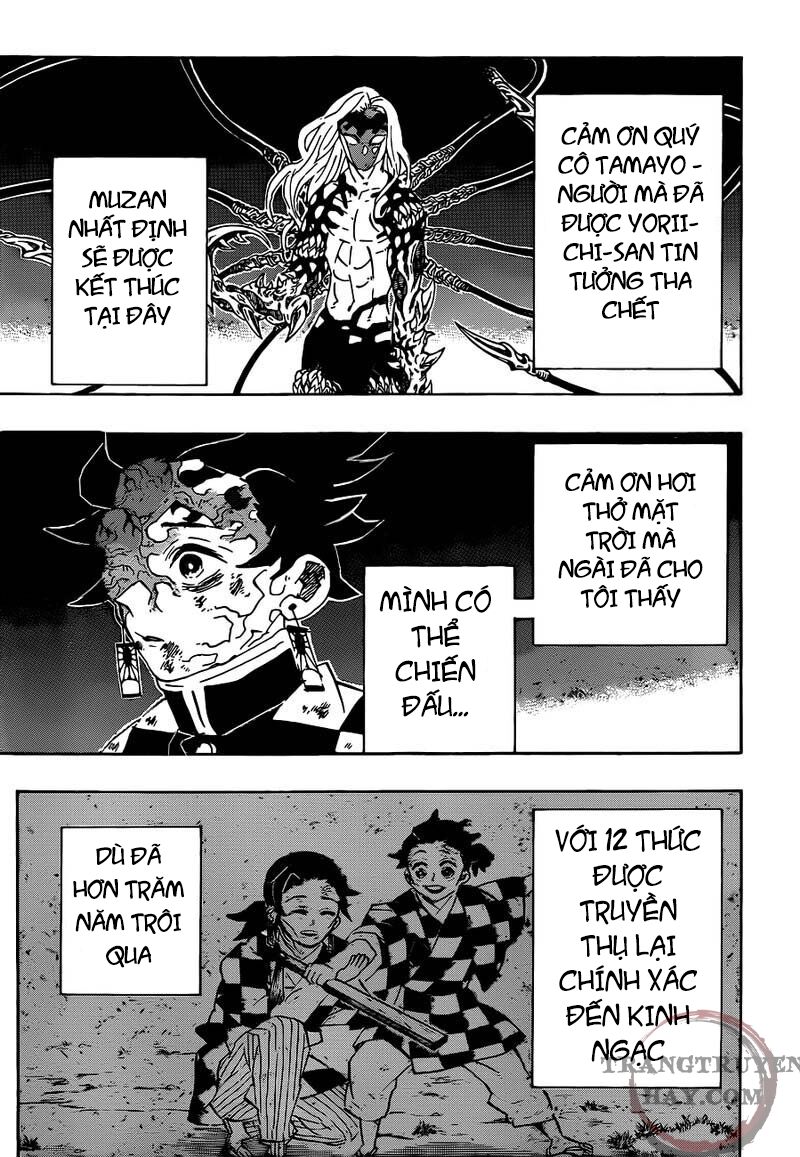 CẢM ƠN QUÝ
CÔ TAMAYO -
NGƯỜI MÀ ĐÃ
ĐƯỢC YORII-
CHI-SAN TIN
TƯỞNG THA
CHẾT
MUZAN
NHẤT ĐỊNH
SẼ ĐƯỢC
KẾT THÚC
TẠI ĐÂY
CẢM ƠN HƠI
THỞ MẶT
TRỜI MÀ
NGÀI ĐÃ CHO
TÔI THẤY
MÌNH CÓ
THỂ
CHIẾN
ĐẤU...
VỚI 12 THỨC
ĐƯỢC
TRUYỀN
THỤ LẠI
CHÍNH XÁC
ĐẾN KINH
NGẠC
DÙ ĐÃ
HƠN TRĂM
NĂM TRÔI
QUA
TRANGTRUYEN
HAY.COM